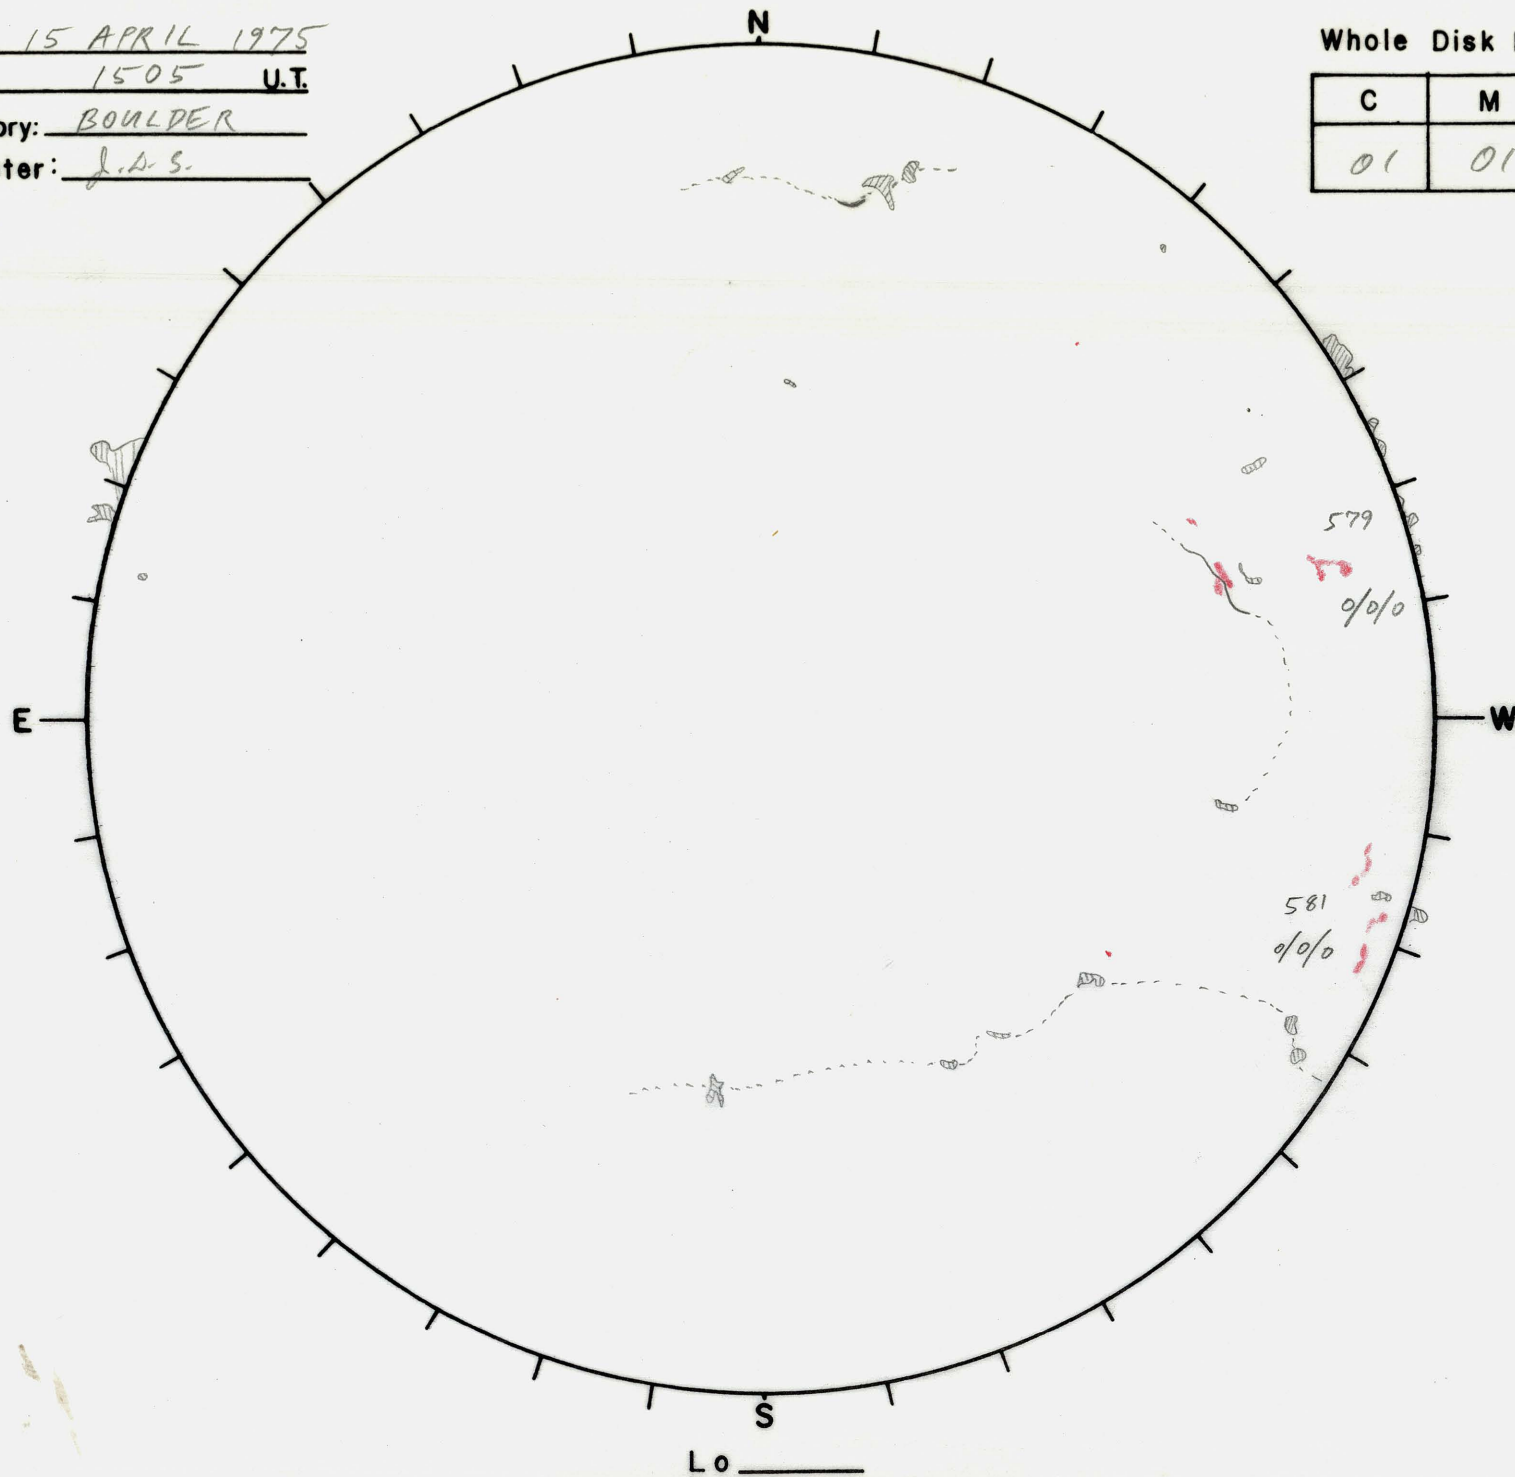 15 APRIL 1975
1505 U.T.
ory: BOULDER
ter: J.D.S.
Whole Disk
C M
01 01
N
E
W
S
579
0/0/0
581
0/0/0
Lo